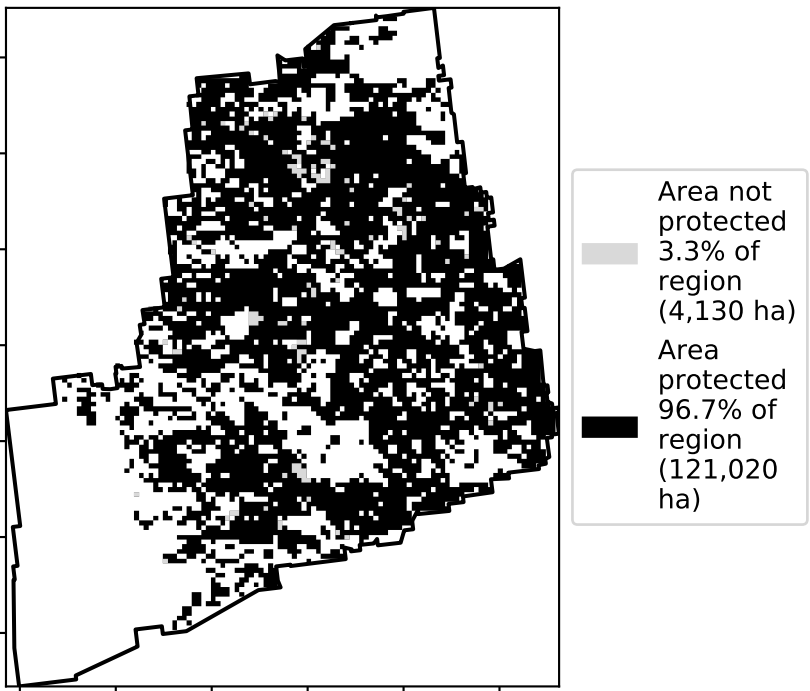 Area not
protected
3.3% of
region
(4,130 ha)
Area
protected
96.7% of
region
(121,020
ha)